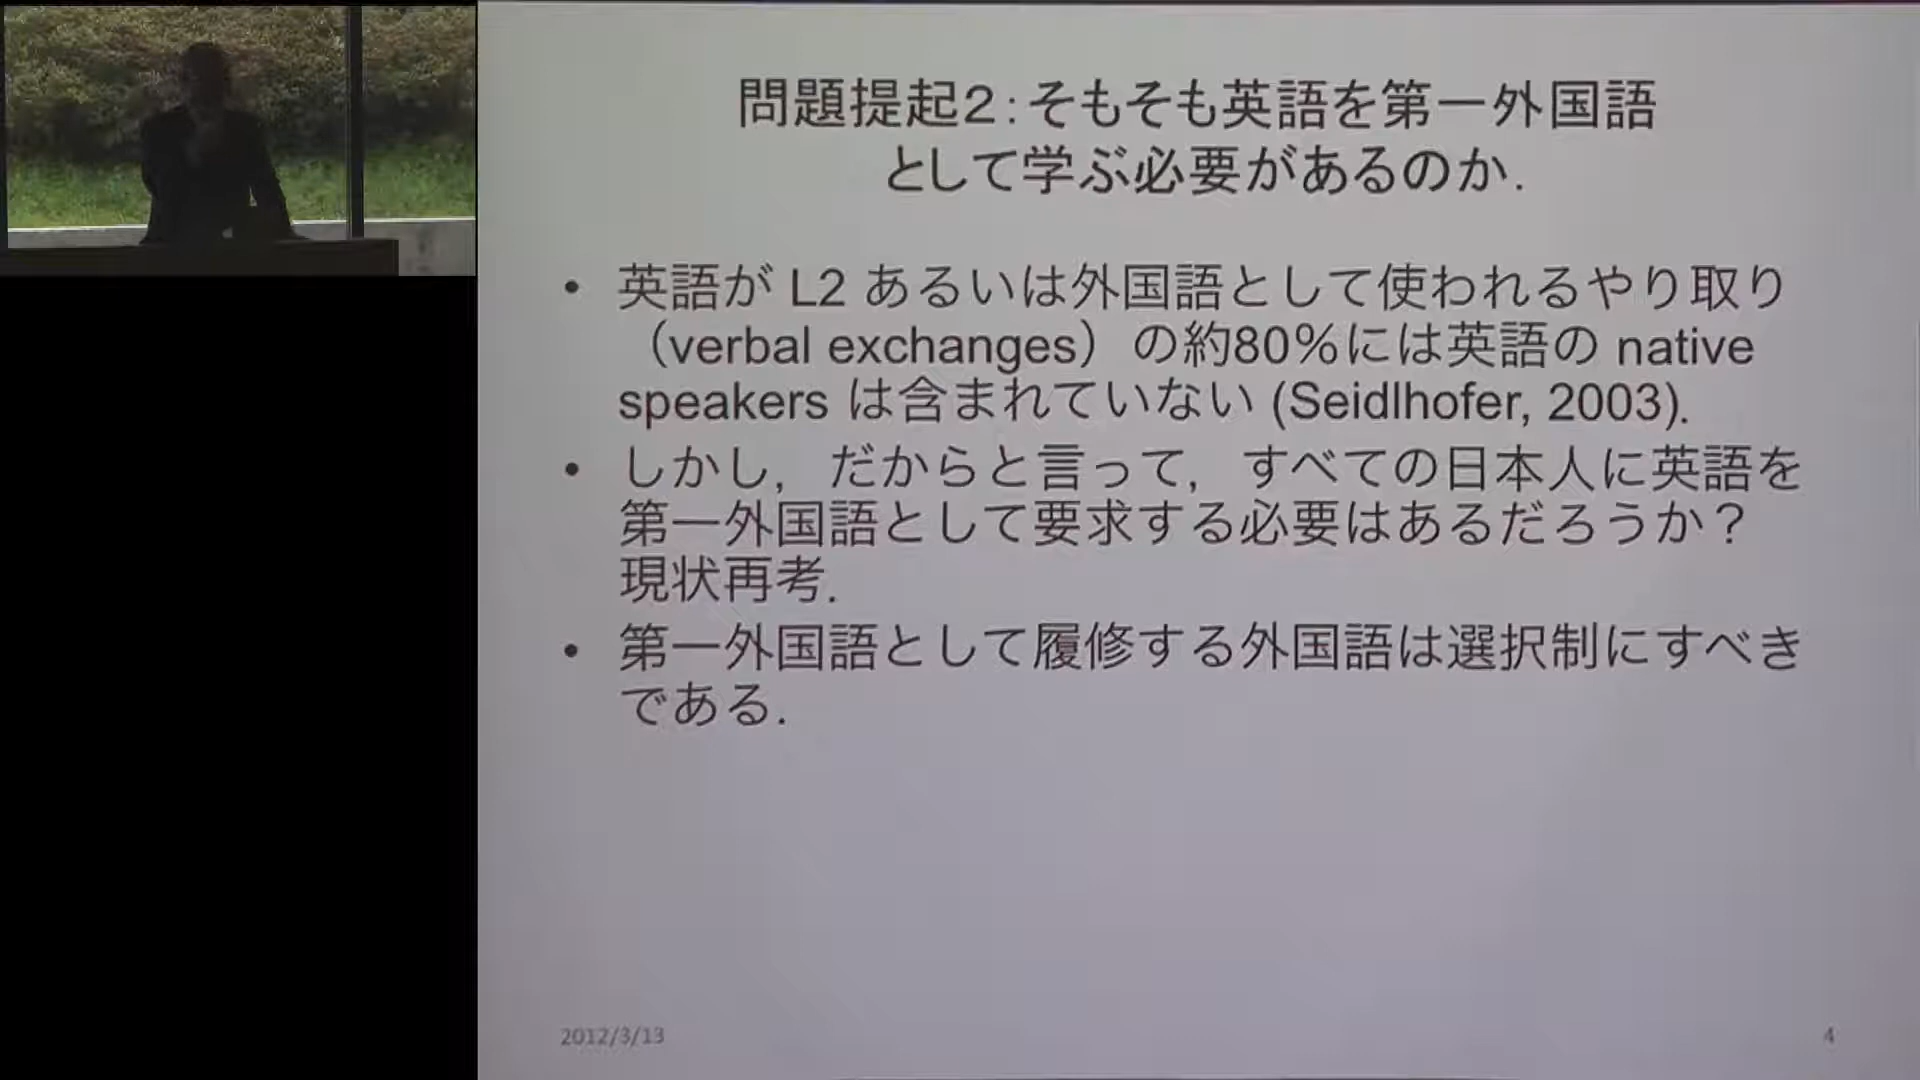 問題提起2:そもそも英語を第一外国語
として学ぶ必要があるのか.
• 英語が L2 あるいは外国語として使われるやり取り
（verbal exchanges）の約80%には英語の native
speakers は含まれていない (Seidlhofer, 2003).
• しかし，だからと言って，すべての日本人に英語を
第一外国語として要求する必要はあるだろうか？
現状再考.
• 第一外国語として履修する外国語は選択制にすべき
である.
2012/3/13
4